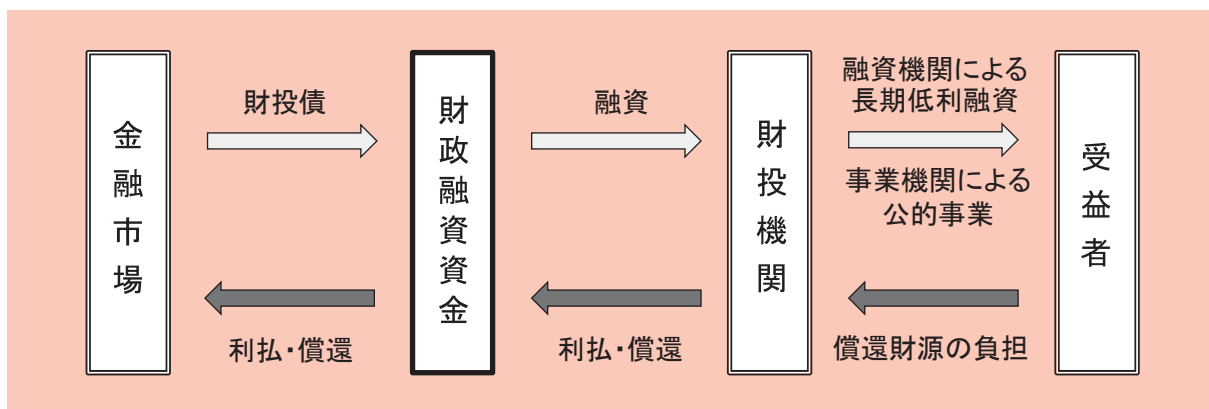 金融市場
財投債
利払・償還
財政融資資金
融資
利払・償還
財投機関
融資機関による
長期低利融資
事業機関による
公的事業
償還財源の負担
受益者